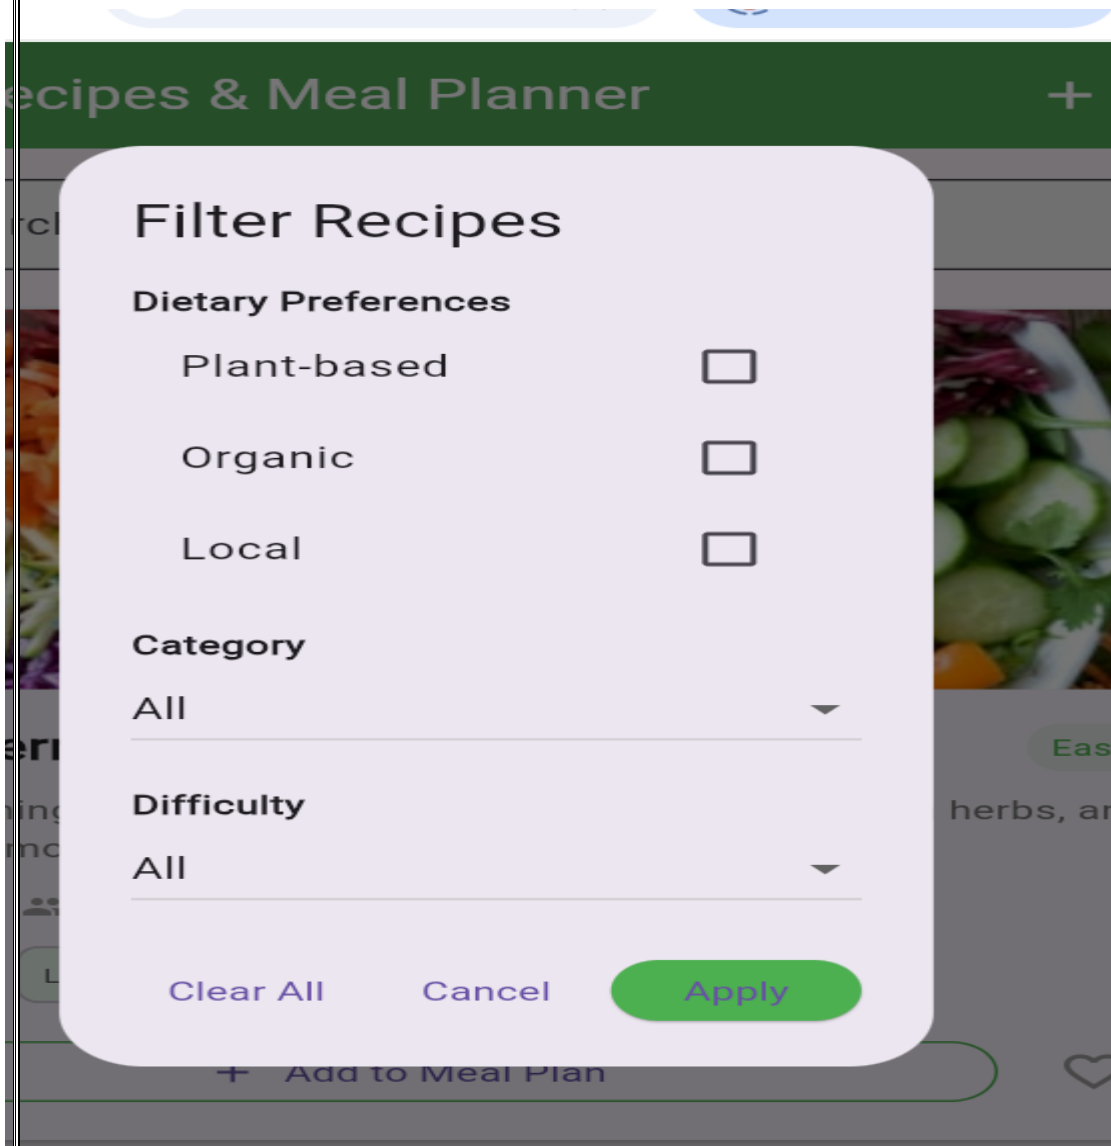 ecipes & Meal Planner +
Filter Recipes
Dietary Preferences
Plant-based
Organic
Local
Category
All
Eas
Difficulty
herbs, ar
All
L
Clear All Cancel Apply
+ Add to Meal Plan